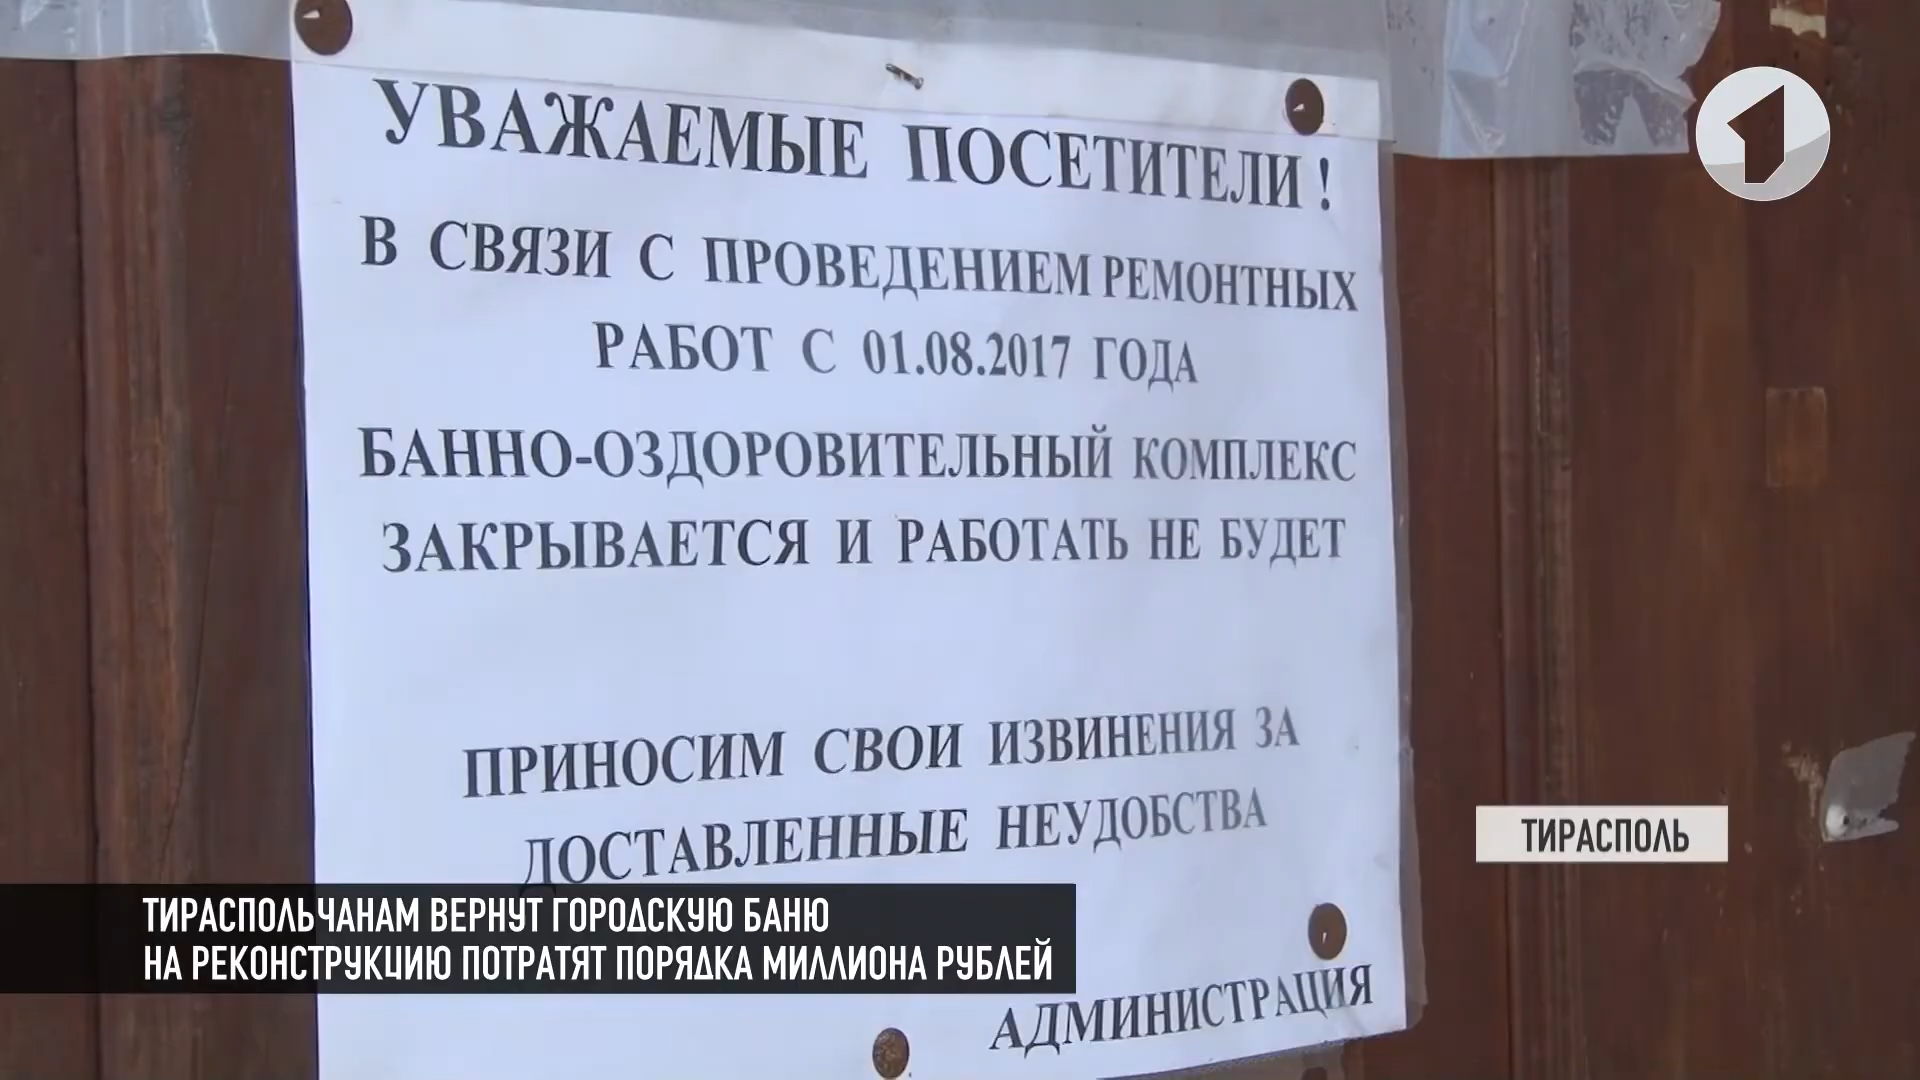 УВАЖАЕМЫЕ ПОСЕТИТЕЛИ !
В СВЯЗИ С ПРОВЕДЕНИЕМ РЕМОНТНЫХ
РАБОТ С 01.08.2017 ГОДА
БАННО-ОЗДОРОВИТЕЛЬНЫЙ КОМПЛЕКС
ЗАКРЫВАЕТСЯ И РАБОТАТЬ НЕ БУДЕТ
ПРИНОСИМ СВОИ ИЗВИНЕНИЯ ЗА
ДОСТАВЛЕННЫЕ НЕУДОБСТВА
АДМИНИСТРАЦИЯ
1
ТИРАСПОЛЬ
ТИРАСПОЛЬЧАНАМ ВЕРНУТ ГОРОДСКУЮ БАНЮ
НА РЕКОНСТРУКЦИЮ ПОТРАТЯТ ПОРЯДКА МИЛЛИОНА РУБЛЕЙ